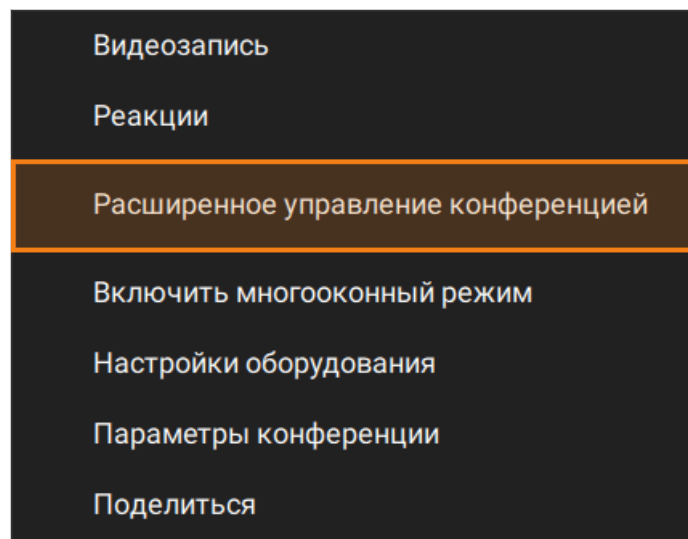 Видеозапись
Реакции
Расширенное управление конференцией
Включить многооконный режим
Настройки оборудования
Параметры конференции
Поделиться